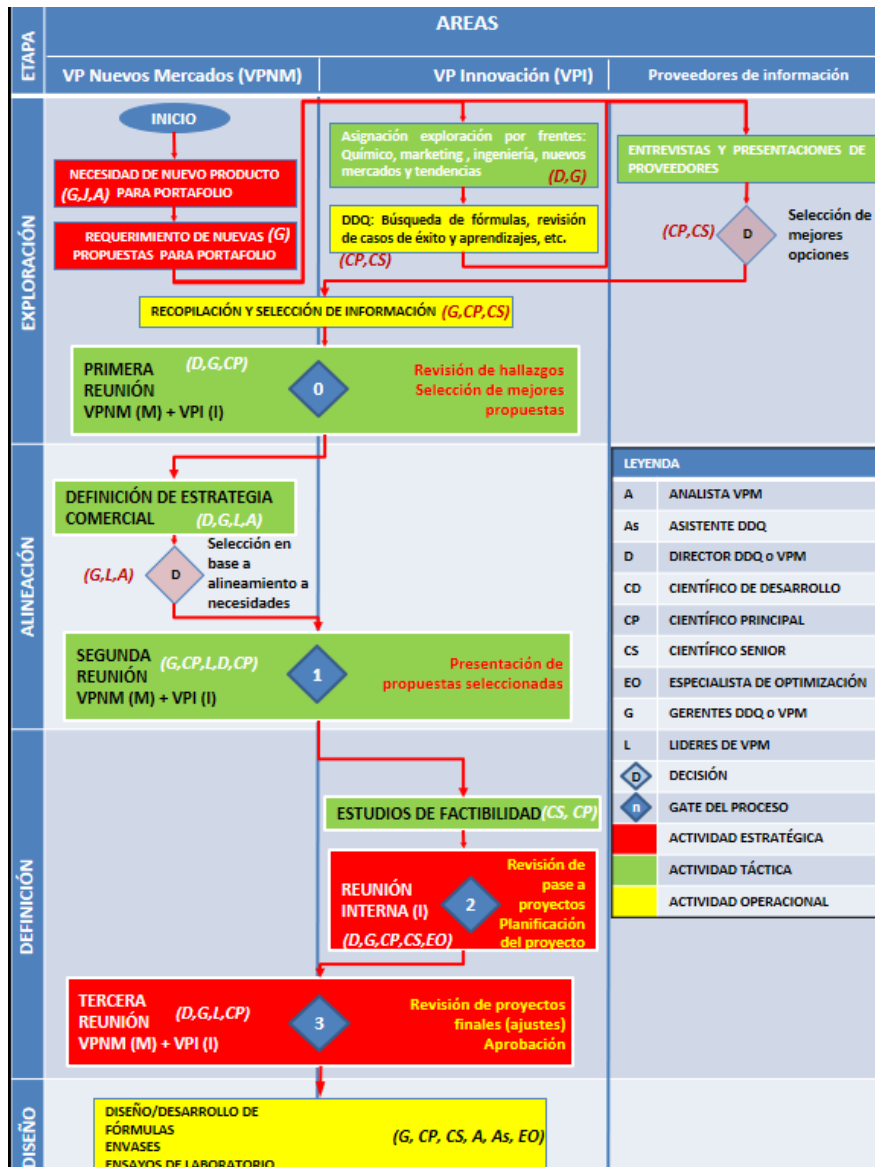 AREAS
ETAPA
VP Nuevos Mercados (VPNM)
VP Innovación (VPI)
Proveedores de información
EXPLORACIÓN
INICIO
NECESIDAD DE NUEVO PRODUCTO
(G,J,A) PARA PORTAFOLIO
REQUERIMIENTO DE NUEVAS (G)
PROPUESTAS PARA PORTAFOLIO
Asignación exploración por frentes:
Químico, marketing , ingeniería, nuevos
mercados y tendencias (D,G)
DDQ: Búsqueda de fórmulas, revisión
de casos de éxito y aprendizajes, etc.
(CP,CS)
ENTREVISTAS Y PRESENTACIONES DE
PROVEEDORES
(CP,CS) D
Selección de
mejores
opciones
RECOPILACIÓN Y SELECCIÓN DE INFORMACIÓN (G,CP,CS)
PRIMERA (D,G,CP)
REUNIÓN
VPNM (M) + VPI (I)
0
Revisión de hallazgos
Selección de mejores
propuestas
ALINEACIÓN
DEFINICIÓN DE ESTRATEGIA
COMERCIAL (D,G,L,A)
(G,L,A) D
Selección en
base a
alineamiento a
necesidades
SEGUNDA (G,CP,L,D,CP)
REUNIÓN
VPNM (M) + VPI (I)
1
Presentación de
propuestas seleccionadas
LEYENDA
A ANALISTA VPM
As ASISTENTE DDQ
D DIRECTOR DDQ o VPM
CD CIENTÍFICO DE DESARROLLO
CP CIENTÍFICO PRINCIPAL
CS CIENTÍFICO SENIOR
EO ESPECIALISTA DE OPTIMIZACIÓN
G GERENTES DDQ o VPM
L LIDERES DE VPM
D DECISIÓN
n GATE DEL PROCESO
ACTIVIDAD ESTRATÉGICA
ACTIVIDAD TÁCTICA
ACTIVIDAD OPERACIONAL
DEFINICIÓN
ESTUDIOS DE FACTIBILIDAD (CS, CP)
REUNIÓN
INTERNA (I)
(D,G,CP,CS,EO)
2
Revisión de
pase a
proyectos
Planificación
del proyecto
TERCERA (D,G,L,CP)
REUNIÓN
VPNM (M) + VPI (I)
3
Revisión de proyectos
finales (ajustes)
Aprobación
DISEÑO
DISEÑO/DESARROLLO DE
FÓRMULAS
ENVASES
ENSAYOS DE LABORATORIO
(G, CP, CS, A, As, EO)